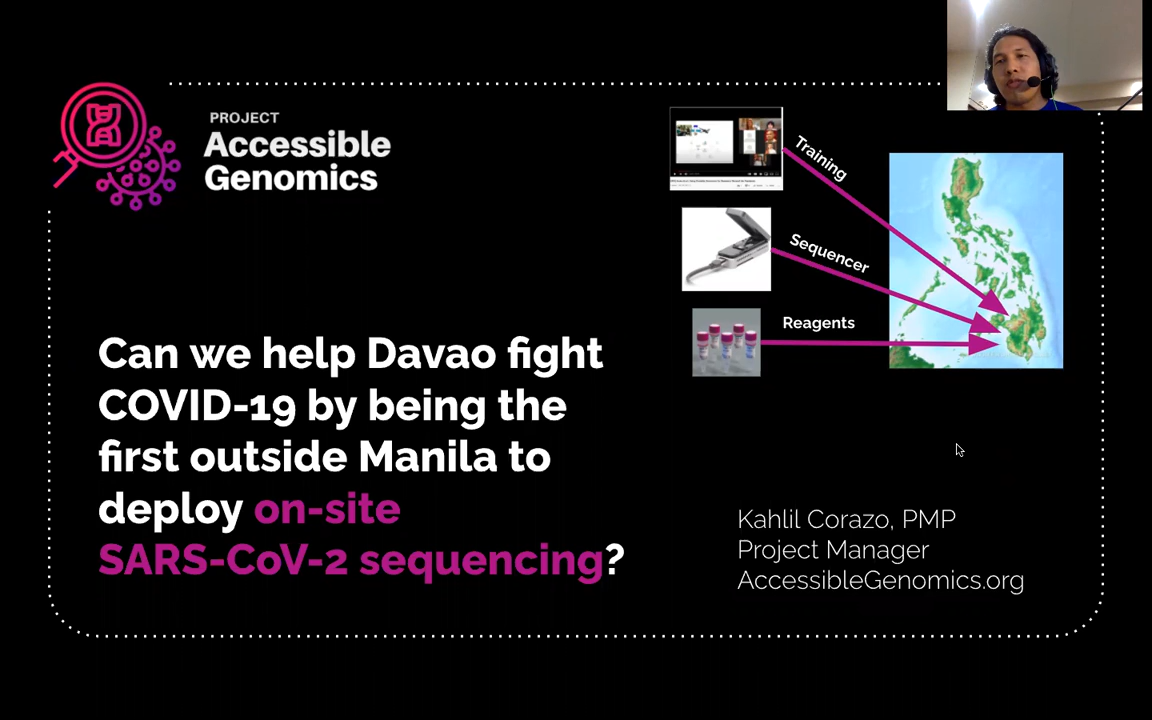 PROJECT
Accessible
Genomics
Training
Sequencer
Reagents
Can we help Davao fight
COVID-19 by being the
first outside Manila to
deploy on-site
SARS-CoV-2 sequencing?
Kahlil Corazo, PMP
Project Manager
AccessibleGenomics.org